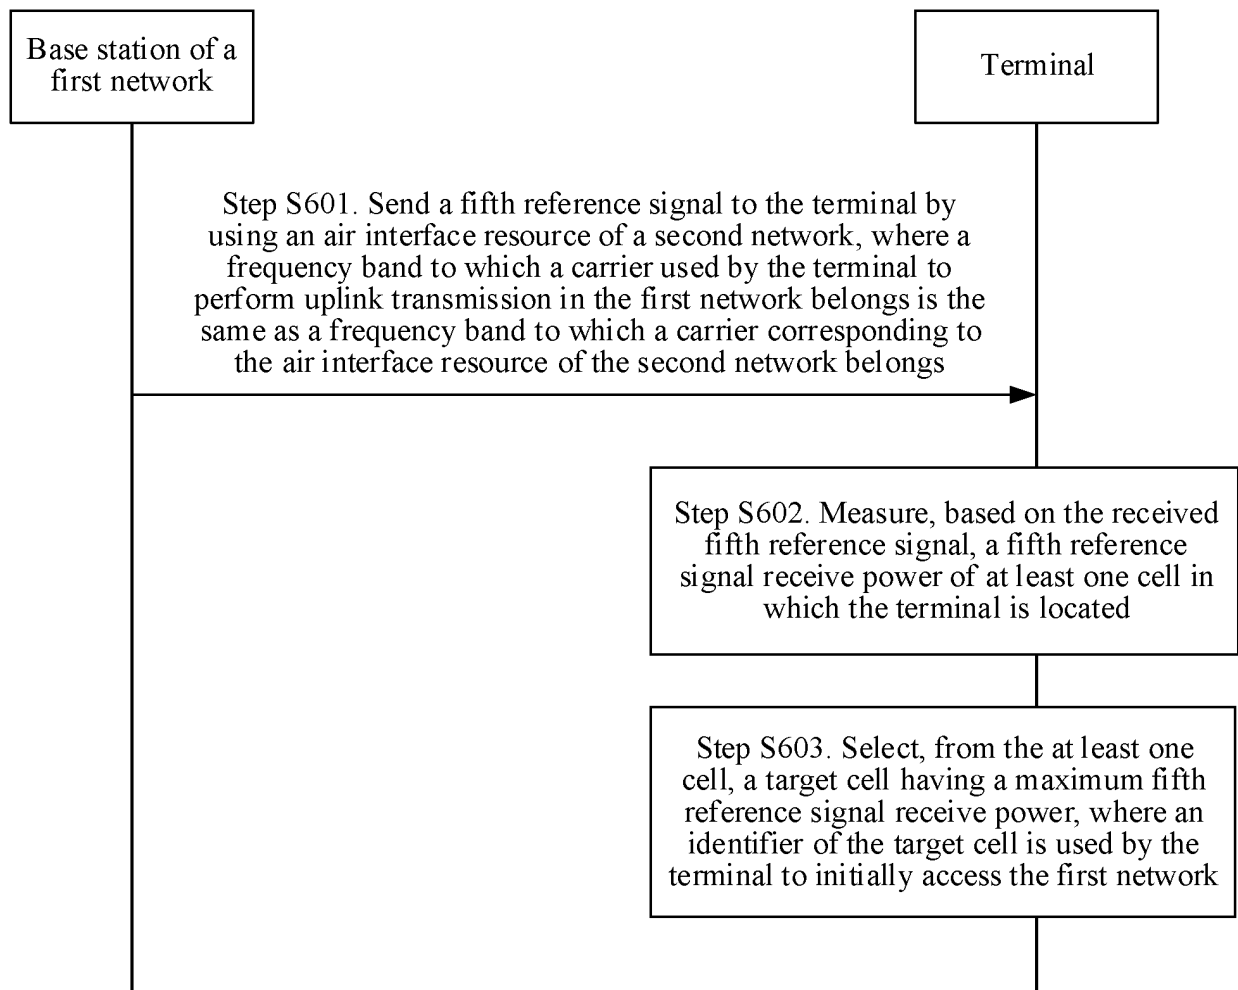 Base station of a
first network
Terminal
Step S601. Send a fifth reference signal to the terminal by
using an air interface resource of a second network, where a
frequency band to which a carrier used by the terminal to
perform uplink transmission in the first network belongs is the
same as a frequency band to which a carrier corresponding to
the air interface resource of the second network belongs
Step S602. Measure, based on the received
fifth reference signal, a fifth reference
signal receive power of at least one cell in
which the terminal is located
Step S603. Select, from the at least one
cell, a target cell having a maximum fifth
reference signal receive power, where an
identifier of the target cell is used by the
terminal to initially access the first network